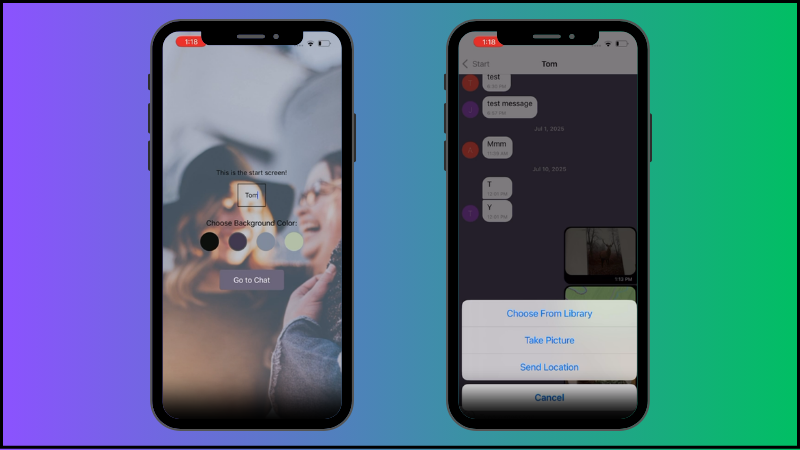 1:18
This is the start screen!
Tom
Choose Background Color:
Go to Chat
1:18
Start
Tom
test
test message
Jul 1, 2025
Mmm
Jul 10, 2025
T
Y
1:13 PM
Choose From Library
Take Picture
Send Location
Cancel